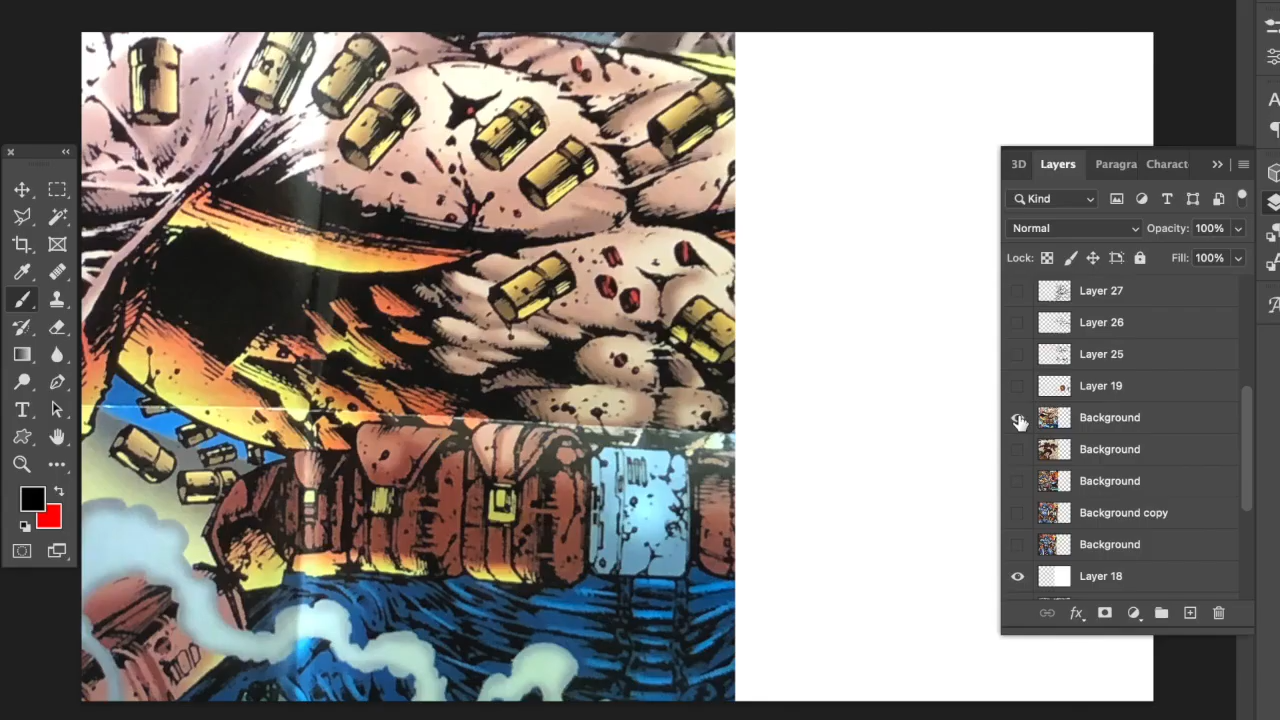 3D Layers Paragra Charact
Kind
Normal Opacity: 100%
Lock: Fill: 100%
Layer 27
Layer 26
Layer 25
Layer 19
Background
Background
Background
Background copy
Background
Layer 18
fx